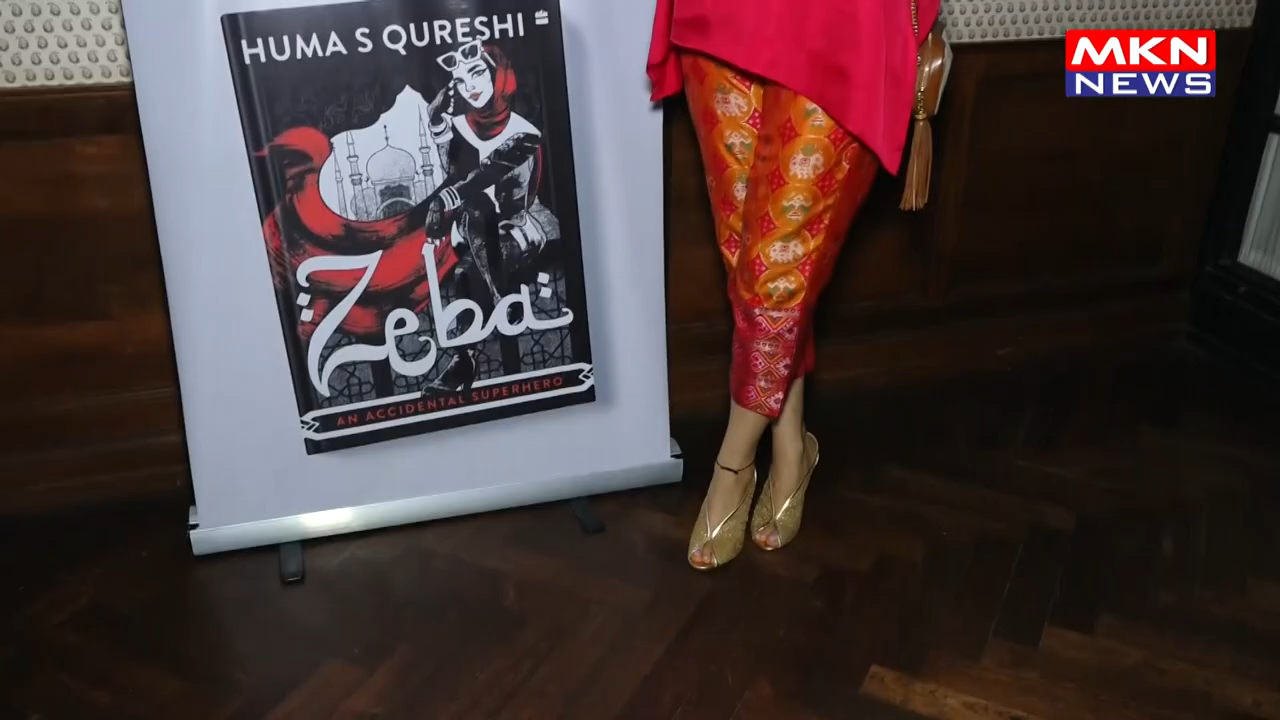 HUMA S QURESHI
Zeba
AN ACCIDENTAL SUPERHERO
MKN
NEWS